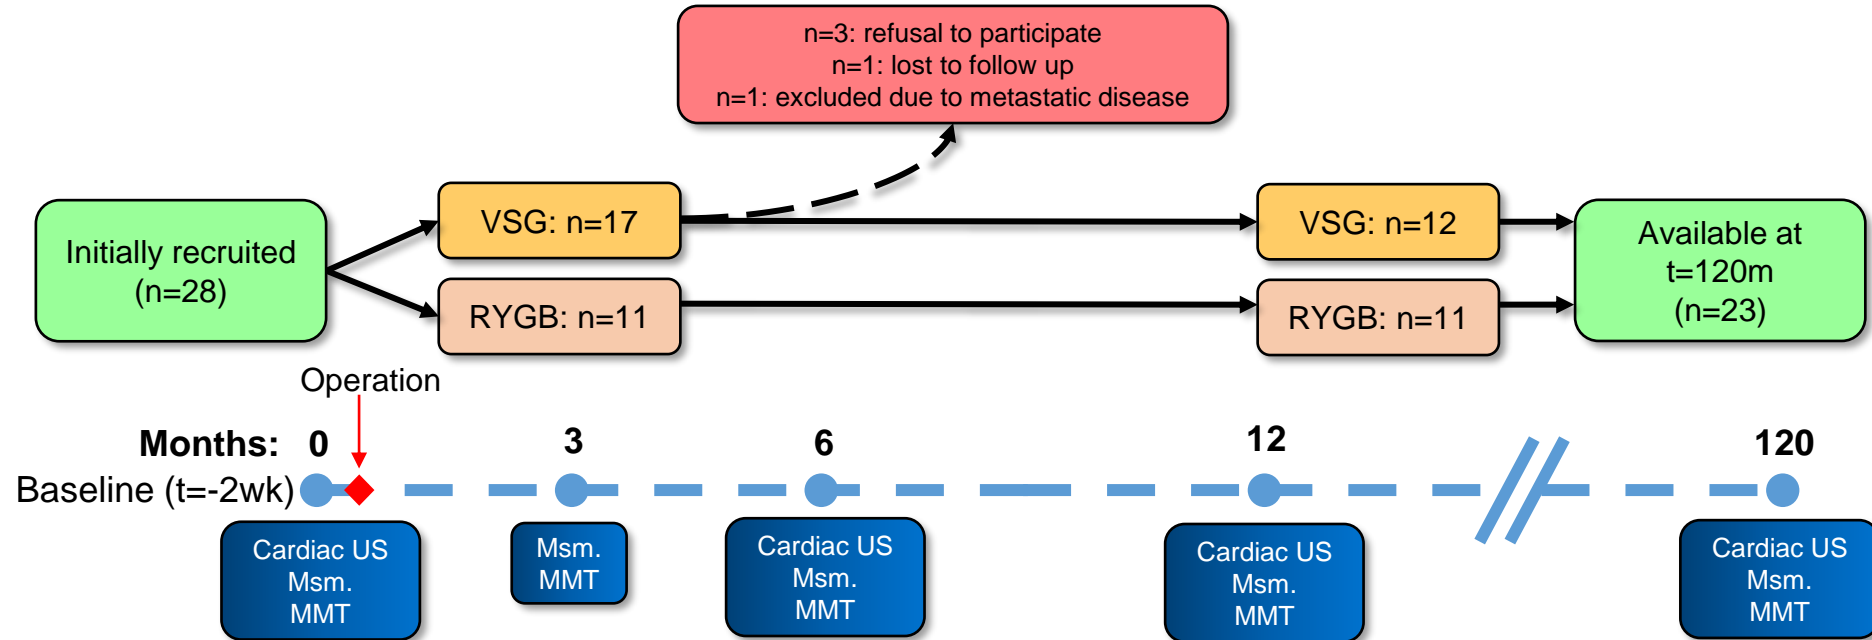 n=3: refusal to participate
n=1: lost to follow up
n=1: excluded due to metastatic disease
Initially recruited
(n=28)
VSG: n=17
RYGB: n=11
VSG: n=12
RYGB: n=11
Available at
t=120m
(n=23)
Operation
Months: 0 3 6 12 120
Baseline (t=-2wk)
Cardiac US
Msm.
MMT
Msm.
MMT
Cardiac US
Msm.
MMT
Cardiac US
Msm.
MMT
Cardiac US
Msm.
MMT